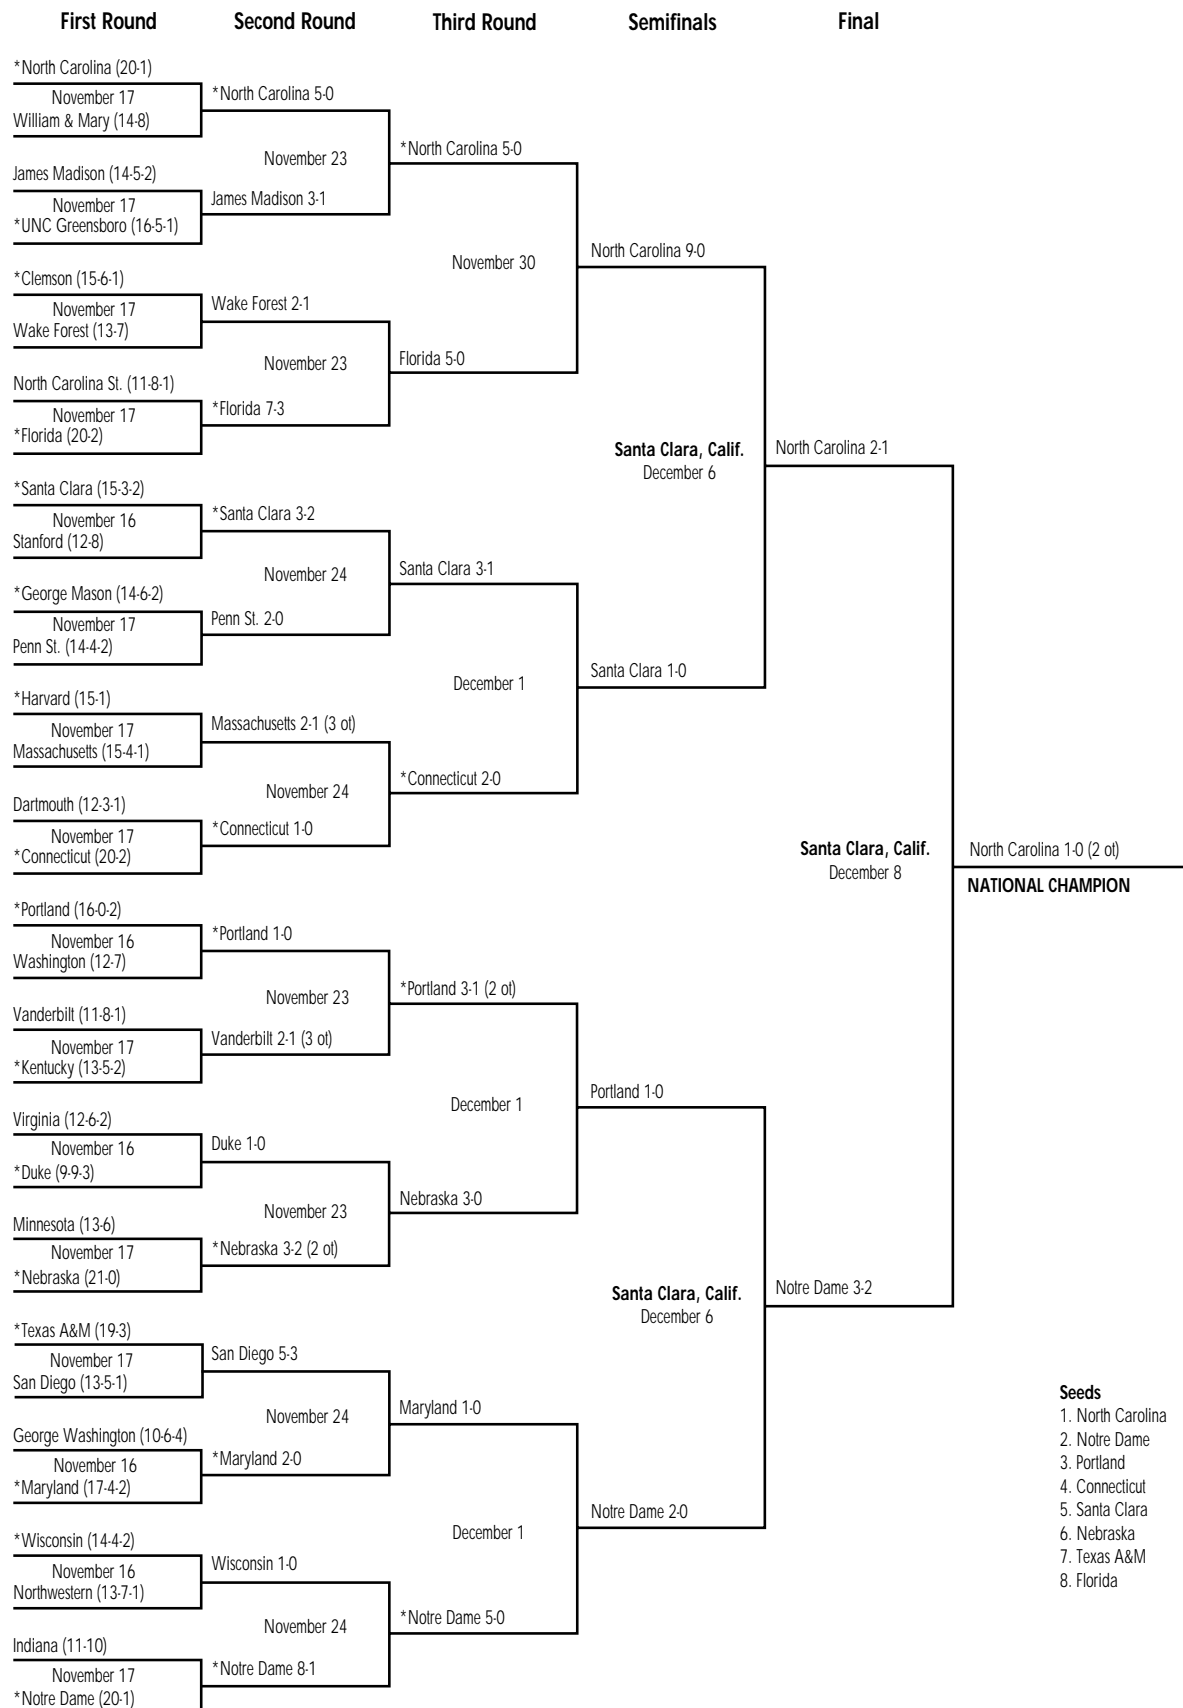 First Round
Second Round
Third Round
Semifinals
Final
*North Carolina (20-1)
November 17
William & Mary (14-8)
James Madison (14-5-2)
November 17
*UNC Greensboro (16-5-1)
*Clemson (15-6-1)
November 17
Wake Forest (13-7)
North Carolina St. (11-8-1)
November 17
*Florida (20-2)
*Santa Clara (15-3-2)
November 16
Stanford (12-8)
*George Mason (14-6-2)
November 17
Penn St. (14-4-2)
*Harvard (15-1)
November 17
Massachusetts (15-4-1)
Dartmouth (12-3-1)
November 17
*Connecticut (20-2)
*Portland (16-0-2)
November 16
Washington (12-7)
Vanderbilt (11-8-1)
November 17
*Kentucky (13-5-2)
Virginia (12-6-2)
November 16
*Duke (9-9-3)
Minnesota (13-6)
November 17
*Nebraska (21-0)
*Texas A&M (19-3)
November 17
San Diego (13-5-1)
George Washington (10-6-4)
November 16
*Maryland (17-4-2)
*Wisconsin (14-4-2)
November 16
Northwestern (13-7-1)
Indiana (11-10)
November 17
*Notre Dame (20-1)
*North Carolina 5-0
November 23
James Madison 3-1
Wake Forest 2-1
November 23
*Florida 7-3
*Santa Clara 3-2
November 24
Penn St. 2-0
Massachusetts 2-1 (3 ot)
November 24
*Connecticut 1-0
*Portland 1-0
November 23
Vanderbilt 2-1 (3 ot)
Duke 1-0
November 23
*Nebraska 3-2 (2 ot)
San Diego 5-3
November 24
*Maryland 2-0
Wisconsin 1-0
November 24
*Notre Dame 8-1
*North Carolina 5-0
November 30
Florida 5-0
Santa Clara 3-1
December 1
*Connecticut 2-0
*Portland 3-1 (2 ot)
December 1
Nebraska 3-0
Maryland 1-0
December 1
*Notre Dame 5-0
North Carolina 9-0
Santa Clara, Calif.
December 6
Santa Clara 1-0
Portland 1-0
Santa Clara, Calif.
December 6
Notre Dame 2-0
North Carolina 2-1
Santa Clara, Calif.
December 8
Notre Dame 3-2
North Carolina 1-0 (2 ot)
NATIONAL CHAMPION
Seeds
1. North Carolina
2. Notre Dame
3. Portland
4. Connecticut
5. Santa Clara
6. Nebraska
7. Texas A&M
8. Florida